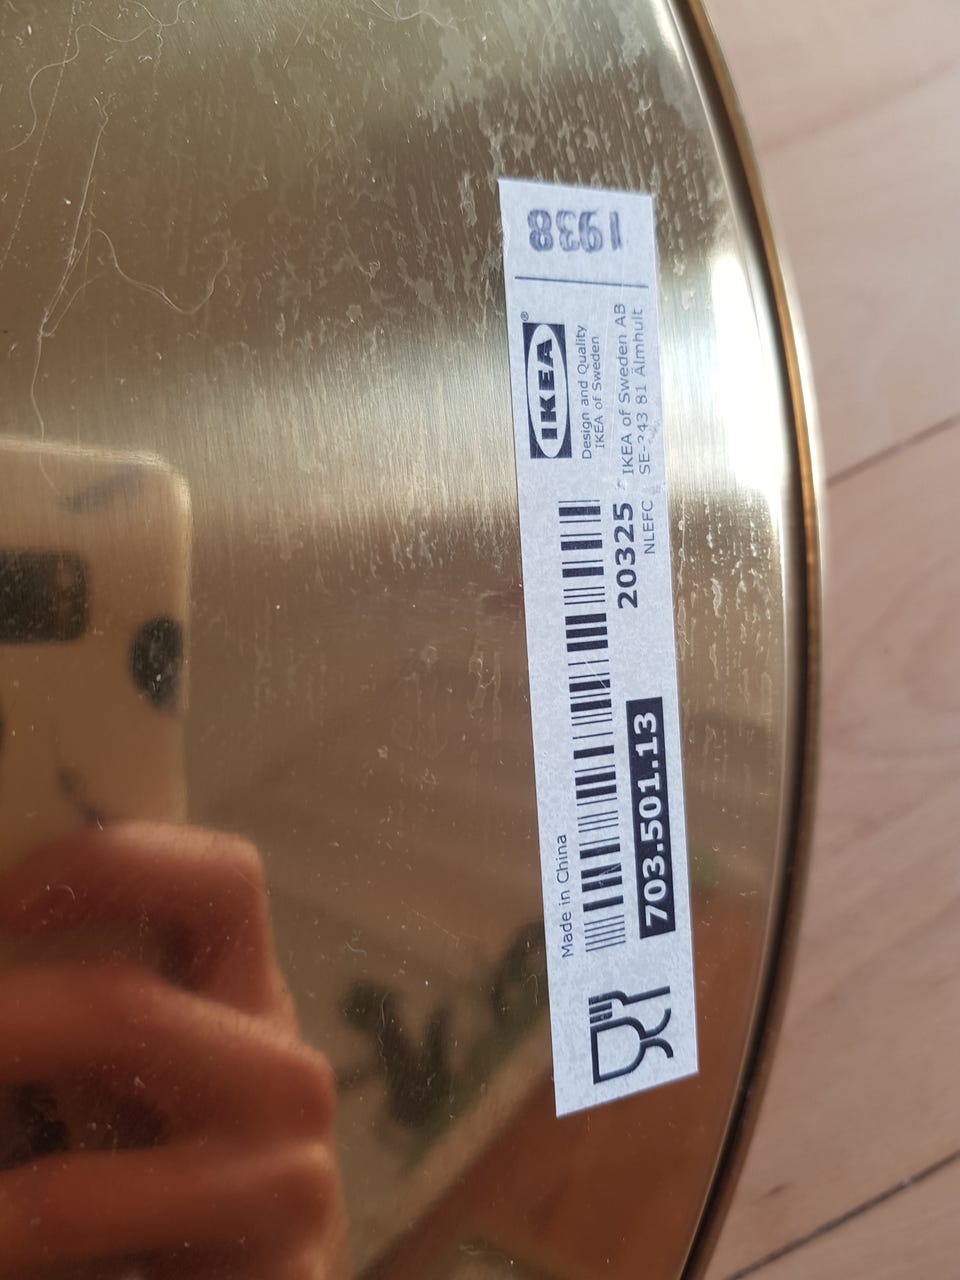 Made in China
703.501.13
20325
NLEFC
IKEA®
Design and Quality
IKEA of Sweden
IKEA of Sweden AB
SE-343 81 Älmhult
1938